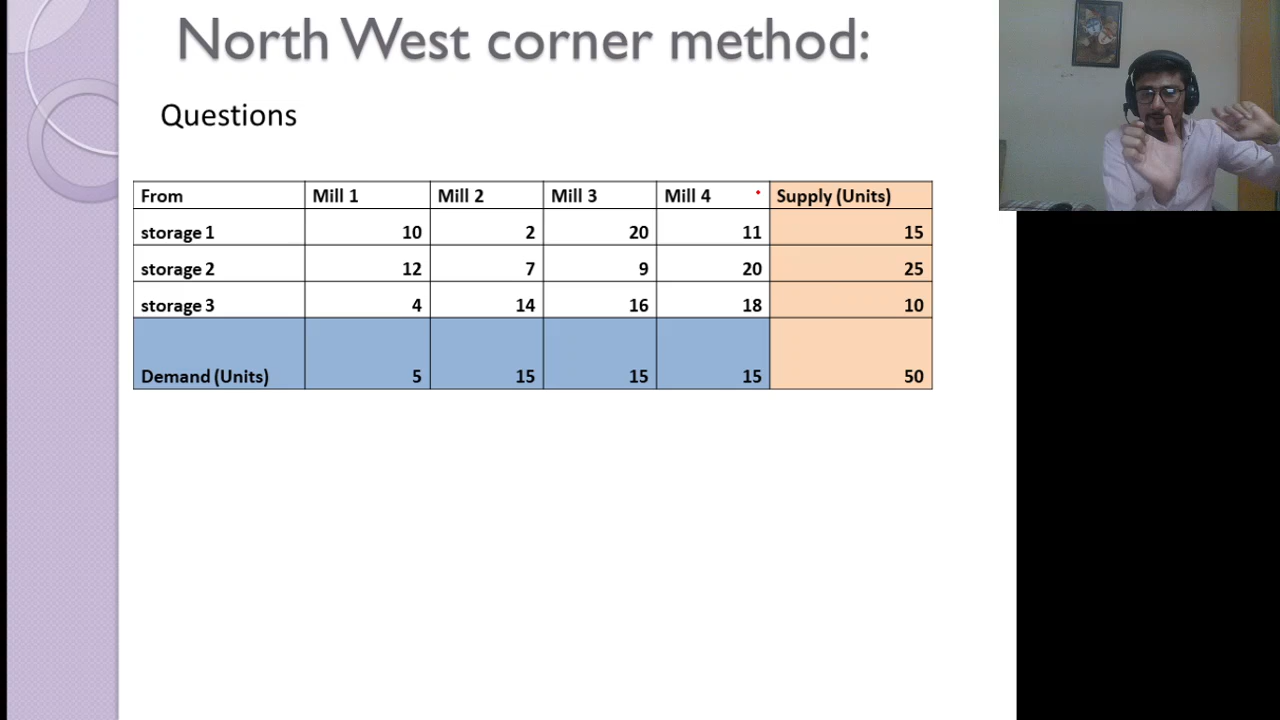 North West corner method:
Questions
From Mill 1 Mill 2 Mill 3 Mill 4 Supply (Units)
storage 1 10 2 20 11 15
storage 2 12 7 9 20 25
storage 3 4 14 16 18 10
Demand (Units) 5 15 15 15 50